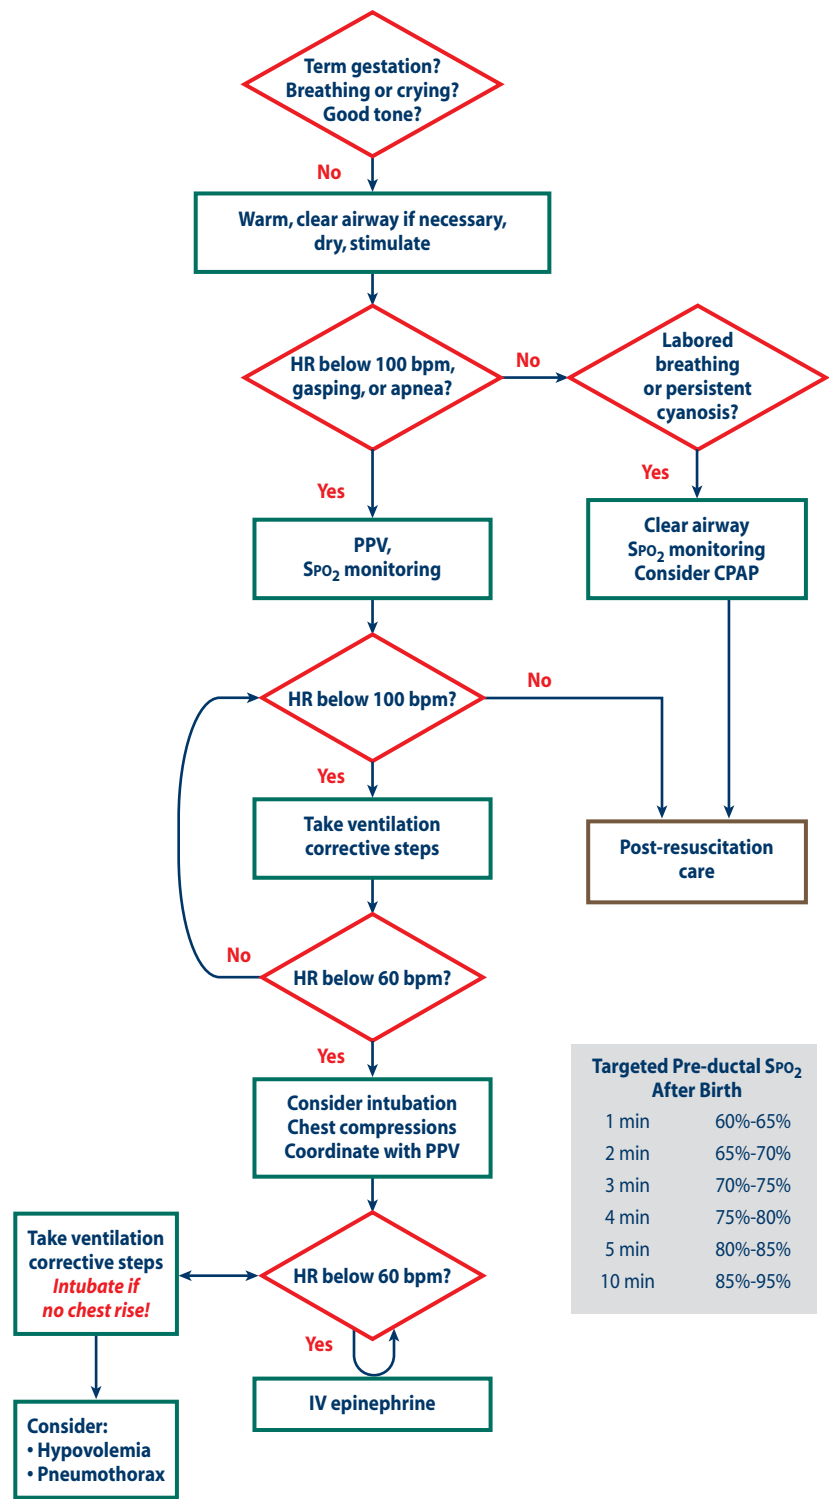 Term gestation?
Breathing or crying?
Good tone?
No
Warm, clear airway if necessary,
dry, stimulate
HR below 100 bpm,
gasping, or apnea?
No
Labored
breathing
or persistent
cyanosis?
Yes
Yes
PPV,
SPO2 monitoring
Clear airway
SPO2 monitoring
Consider CPAP
HR below 100 bpm?
No
Yes
Take ventilation
corrective steps
Post-resuscitation
care
No
HR below 60 bpm?
Yes
Consider intubation
Chest compressions
Coordinate with PPV
Targeted Pre-ductal SPO2
After Birth
1 min 60%-65%
2 min 65%-70%
3 min 70%-75%
4 min 75%-80%
5 min 80%-85%
10 min 85%-95%
Take ventilation
corrective steps
Intubate if
no chest rise!
HR below 60 bpm?
Yes
IV epinephrine
Consider:
• Hypovolemia
• Pneumothorax